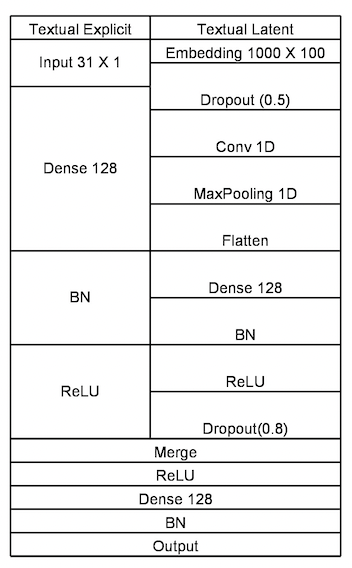 Textual Explicit
Textual Latent
Input 31 X 1
Embedding 1000 X 100
Dropout (0.5)
Dense 128
Conv 1D
MaxPooling 1D
Flatten
BN
Dense 128
BN
ReLU
ReLU
Dropout(0.8)
Merge
ReLU
Dense 128
BN
Output